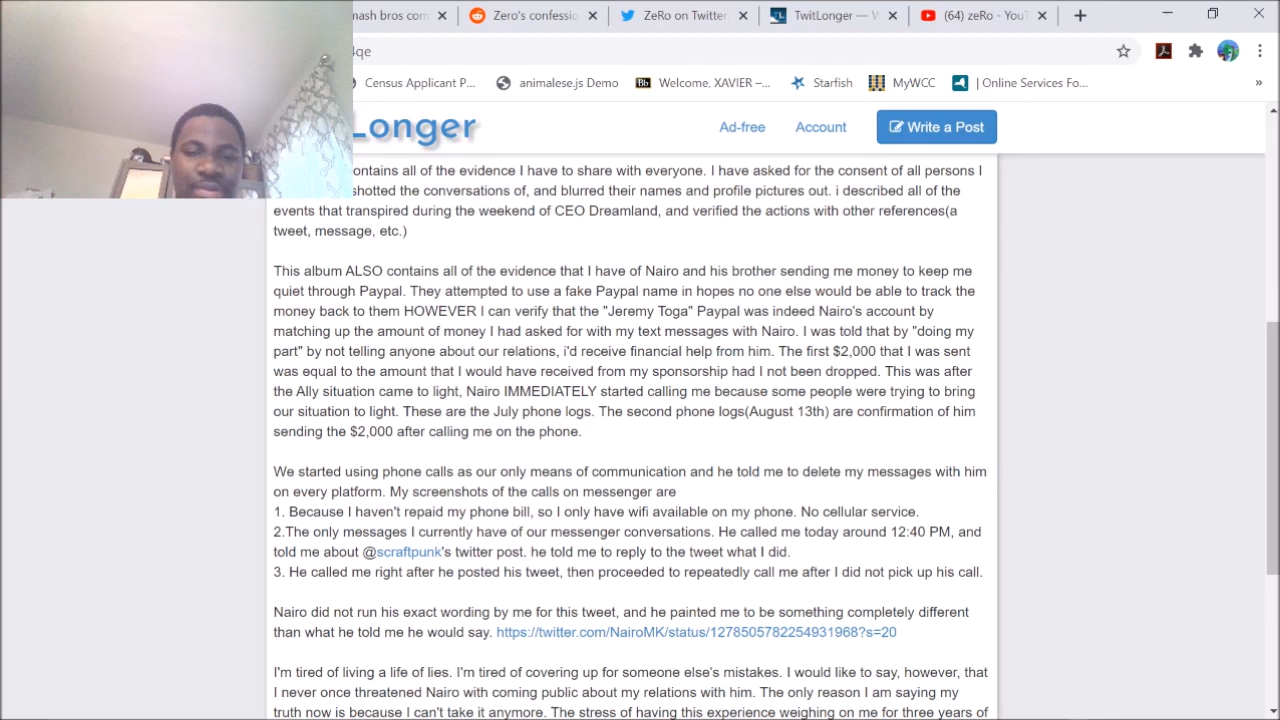 mash bros com
Zero's confessio
ZeRo on Twitter
TwitLonger — W
(64) zeRo - YouT
4qe
Census Applicant P...
animalese.js Demo
Bb
Welcome, XAVIER –...
Starfish
MyWCC
| Online Services Fo...
»
Longer
Ad-free
Account
Write a Post
ontains all of the evidence I have to share with everyone. I have asked for the consent of all persons I
shotted the conversations of, and blurred their names and profile pictures out. i described all of the
events that transpired during the weekend of CEO Dreamland, and verified the actions with other references(a
tweet, message, etc.)
This album ALSO contains all of the evidence that I have of Nairo and his brother sending me money to keep me
quiet through Paypal. They attempted to use a fake Paypal name in hopes no one else would be able to track the
money back to them HOWEVER I can verify that the "Jeremy Toga" Paypal was indeed Nairo's account by
matching up the amount of money I had asked for with my text messages with Nairo. I was told that by "doing my
part" by not telling anyone about our relations, i'd receive financial help from him. The first $2,000 that I was sent
was equal to the amount that I would have received from my sponsorship had I not been dropped. This was after
the Ally situation came to light, Nairo IMMEDIATELY started calling me because some people were trying to bring
our situation to light. These are the July phone logs. The second phone logs(August 13th) are confirmation of him
sending the $2,000 after calling me on the phone.
We started using phone calls as our only means of communication and he told me to delete my messages with him
on every platform. My screenshots of the calls on messenger are
1. Because I haven't repaid my phone bill, so I only have wifi available on my phone. No cellular service.
2.The only messages I currently have of our messenger conversations. He called me today around 12:40 PM, and
told me about @scraftpunk's twitter post. he told me to reply to the tweet what I did.
3. He called me right after he posted his tweet, then proceeded to repeatedly call me after I did not pick up his call.
Nairo did not run his exact wording by me for this tweet, and he painted me to be something completely different
than what he told me he would say. https://twitter.com/NairoMK/status/1278505782254931968?s=20
I'm tired of living a life of lies. I'm tired of covering up for someone else's mistakes. I would like to say, however, that
I never once threatened Nairo with coming public about my relations with him. The only reason I am saying my
truth now is because I can't take it anymore. The stress of having this experience weighing on me for three years of